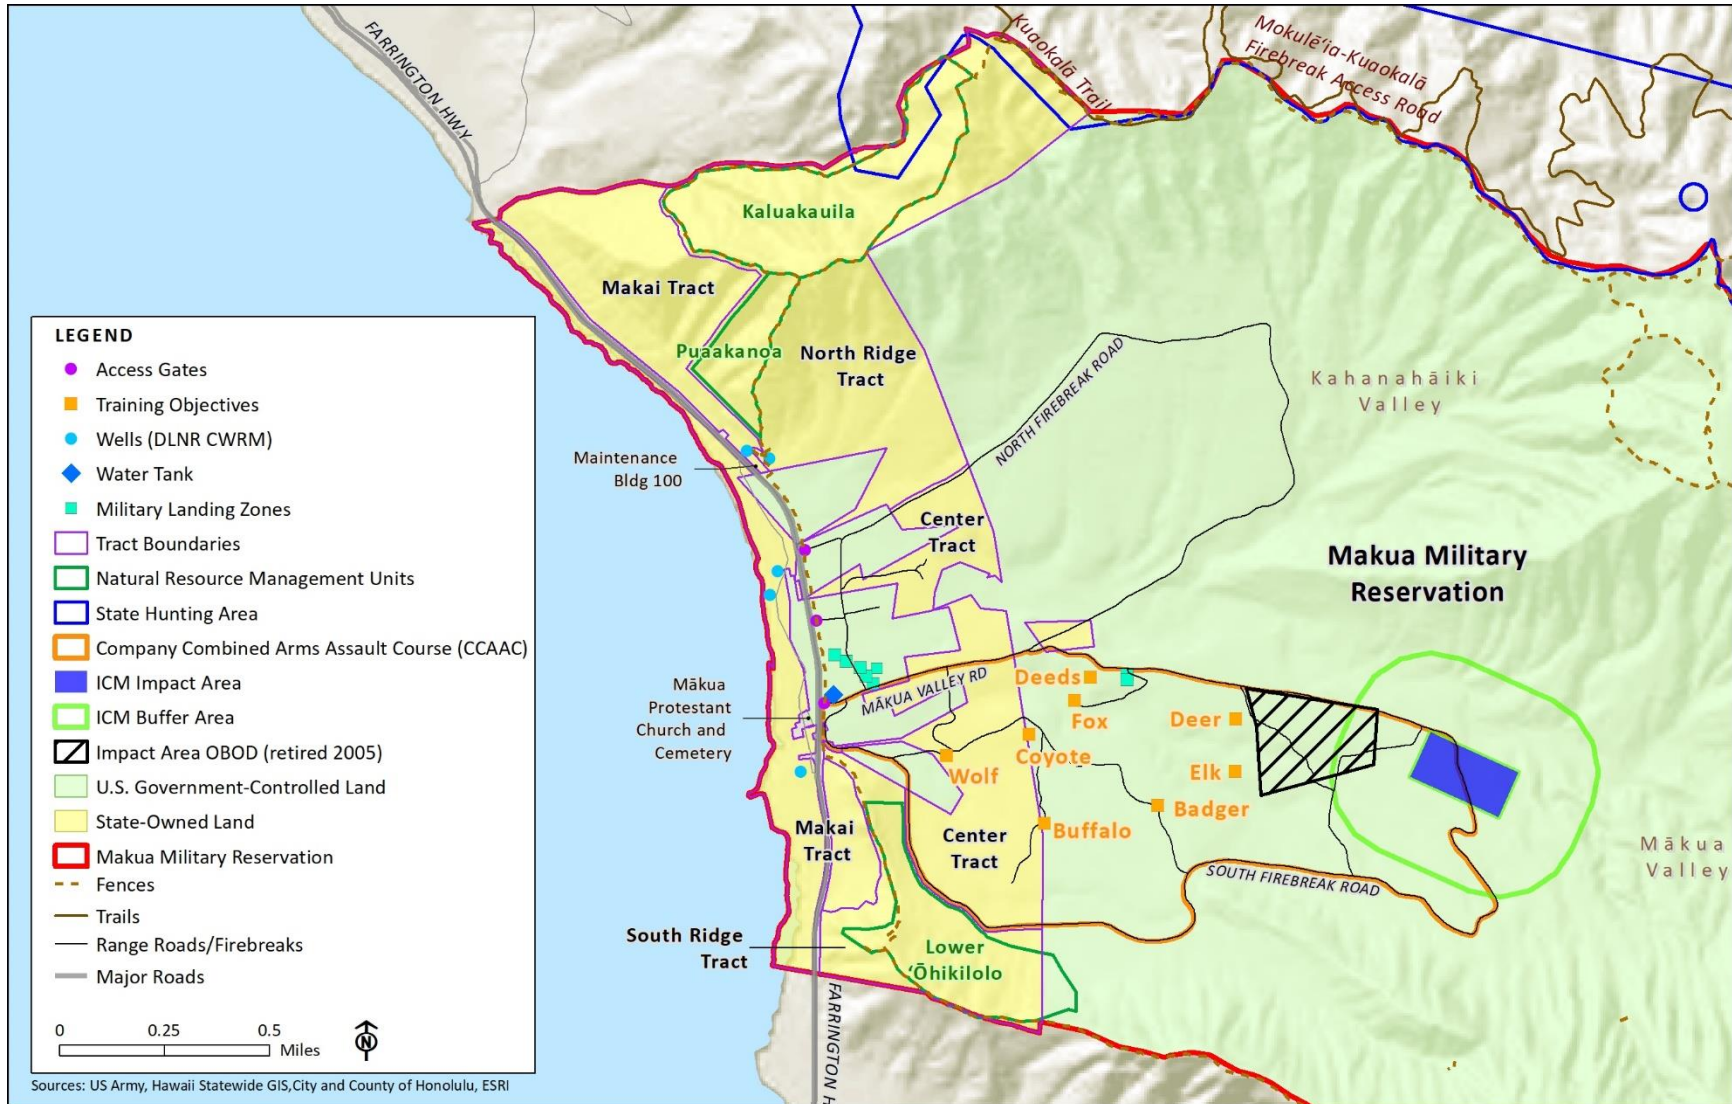 FARRINGTON HWY
Kuaokalā Trail
Mokulē‘ia-Kuaokalā
Firebreak Access Road
Kaluakauila
Makai Tract
Puaakanoa
North Ridge
Tract
NORTH FIREBREAK ROAD
Kahanahāiki
Valley
Maintenance
Bldg 100
Center
Tract
Makua Military
Reservation
Mākua
Protestant
Church and
Cemetery
MĀKUA VALLEY RD
Deeds
Fox
Deer
Coyote
Wolf
Elk
Badger
Buffalo
Makai
Tract
Center
Tract
SOUTH FIREBREAK ROAD
Mākua
Valley
South Ridge
Tract
Lower
‘Ōhikilolo
FARRINGTON H
LEGEND
Access Gates
Training Objectives
Wells (DLNR CWRM)
Water Tank
Military Landing Zones
Tract Boundaries
Natural Resource Management Units
State Hunting Area
Company Combined Arms Assault Course (CCAAC)
ICM Impact Area
ICM Buffer Area
Impact Area OBOD (retired 2005)
U.S. Government-Controlled Land
State-Owned Land
Makua Military Reservation
Fences
Trails
Range Roads/Firebreaks
Major Roads
0 0.25 0.5
Miles
N
Sources: US Army, Hawaii Statewide GIS,City and County of Honolulu, ESRI